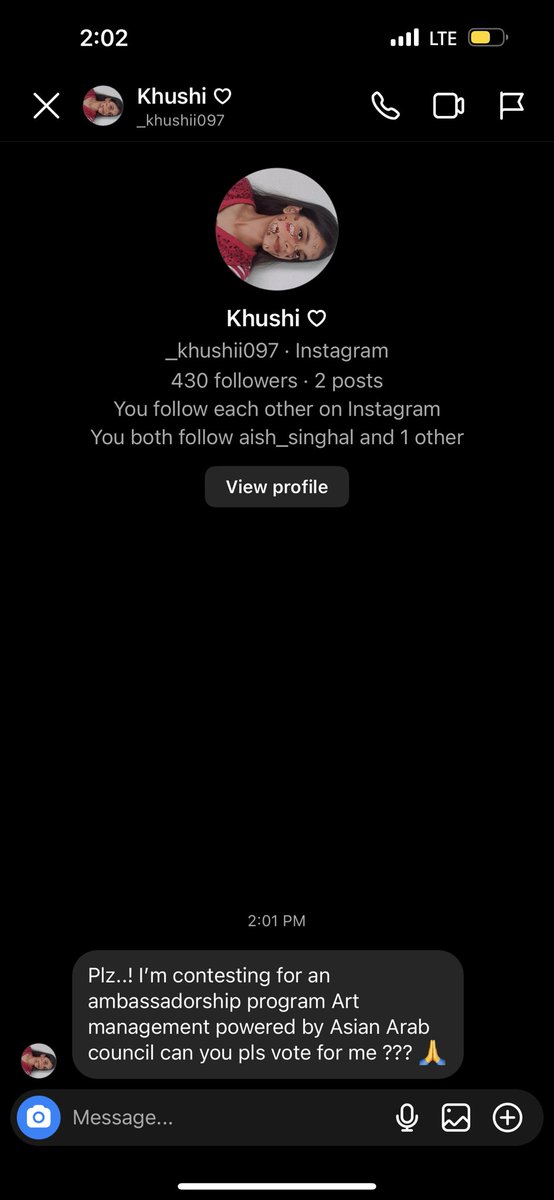 2:02
LTE
Khushi ♡
_khushii097
Khushi ♡
_khushii097 · Instagram
430 followers · 2 posts
You follow each other on Instagram
You both follow aish_singhal and 1 other
View profile
2:01 PM
Plz..! I’m contesting for an
ambassadorship program Art
management powered by Asian Arab
council can you pls vote for me ??? 🙏
Message...